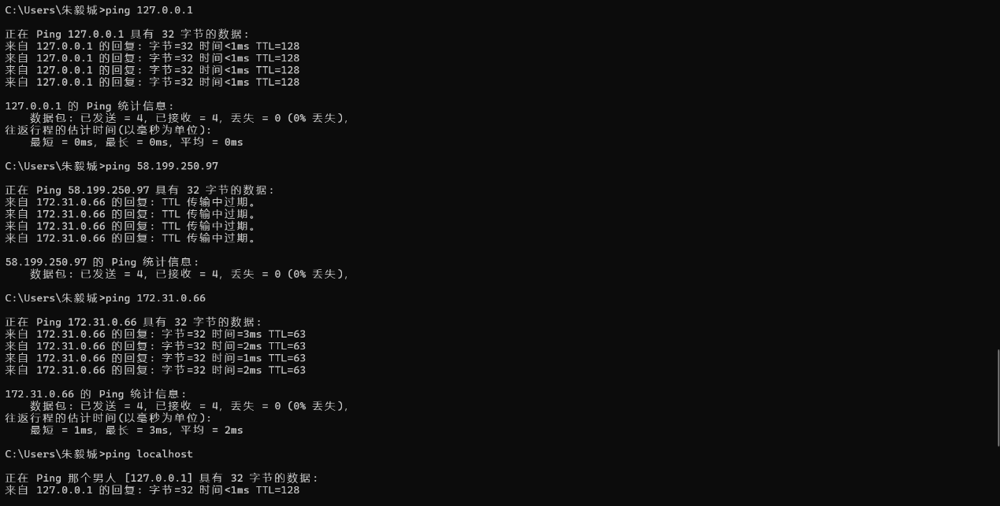 C:\Users\朱毅城>ping 127.0.0.1
正在 Ping 127.0.0.1 具有 32 字节的数据:
来自 127.0.0.1 的回复: 字节=32 时间<1ms TTL=128
来自 127.0.0.1 的回复: 字节=32 时间<1ms TTL=128
来自 127.0.0.1 的回复: 字节=32 时间<1ms TTL=128
来自 127.0.0.1 的回复: 字节=32 时间<1ms TTL=128
127.0.0.1 的 Ping 统计信息:
数据包: 已发送 = 4, 已接收 = 4, 丢失 = 0 (0% 丢失),
往返行程的估计时间(以毫秒为单位):
最短 = 0ms, 最长 = 0ms, 平均 = 0ms
C:\Users\朱毅城>ping 58.199.250.97
正在 Ping 58.199.250.97 具有 32 字节的数据:
来自 172.31.0.66 的回复: TTL 传输中过期。
来自 172.31.0.66 的回复: TTL 传输中过期。
来自 172.31.0.66 的回复: TTL 传输中过期。
来自 172.31.0.66 的回复: TTL 传输中过期。
58.199.250.97 的 Ping 统计信息:
数据包: 已发送 = 4, 已接收 = 4, 丢失 = 0 (0% 丢失),
C:\Users\朱毅城>ping 172.31.0.66
正在 Ping 172.31.0.66 具有 32 字节的数据:
来自 172.31.0.66 的回复: 字节=32 时间=3ms TTL=63
来自 172.31.0.66 的回复: 字节=32 时间=2ms TTL=63
来自 172.31.0.66 的回复: 字节=32 时间=1ms TTL=63
来自 172.31.0.66 的回复: 字节=32 时间=2ms TTL=63
172.31.0.66 的 Ping 统计信息:
数据包: 已发送 = 4, 已接收 = 4, 丢失 = 0 (0% 丢失),
往返行程的估计时间(以毫秒为单位):
最短 = 1ms, 最长 = 3ms, 平均 = 2ms
C:\Users\朱毅城>ping localhost
正在 Ping 那个男人 [127.0.0.1] 具有 32 字节的数据:
来自 127.0.0.1 的回复: 字节=32 时间<1ms TTL=128